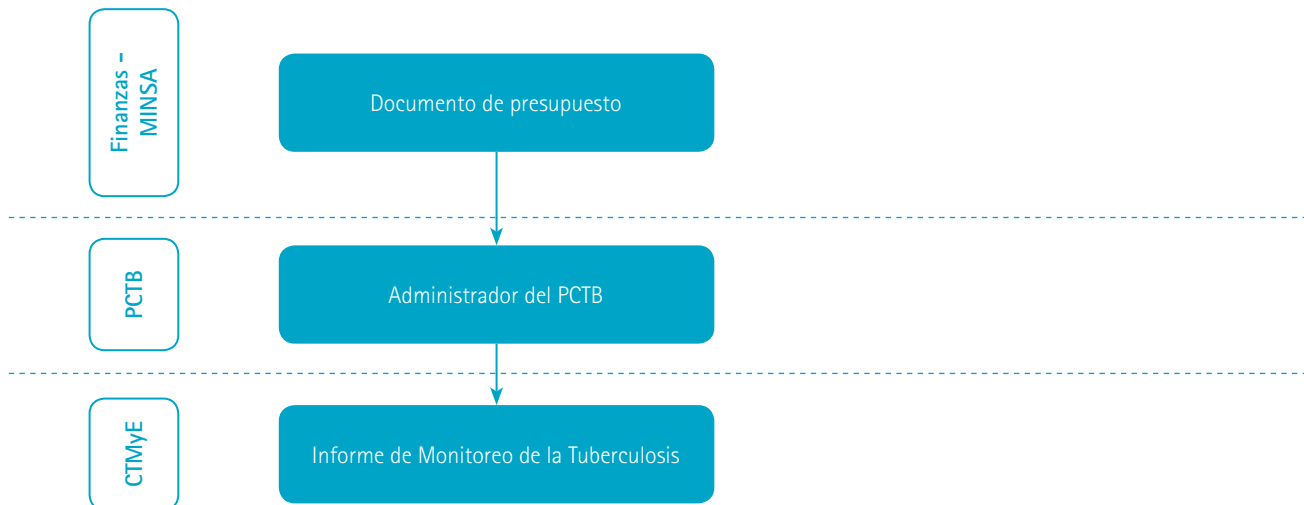 Finanzas –
MINSA
Documento de presupuesto
PCTB
Administrador del PCTB
CTMyE
Informe de Monitoreo de la Tuberculosis